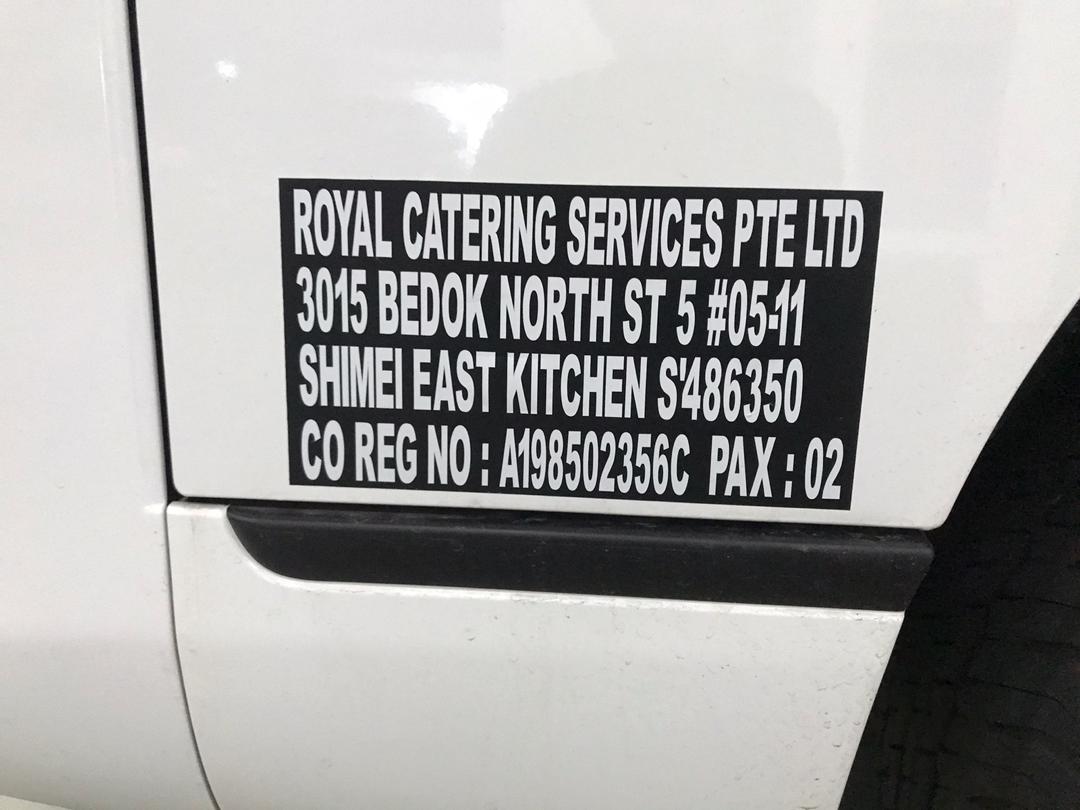 ROYAL CATERING SERVICES PTE LTD
3015 BEDOK NORTH ST 5 #05-11
SHIMEI EAST KITCHEN S'486350
CO REG NO : A198502356C PAX : 02